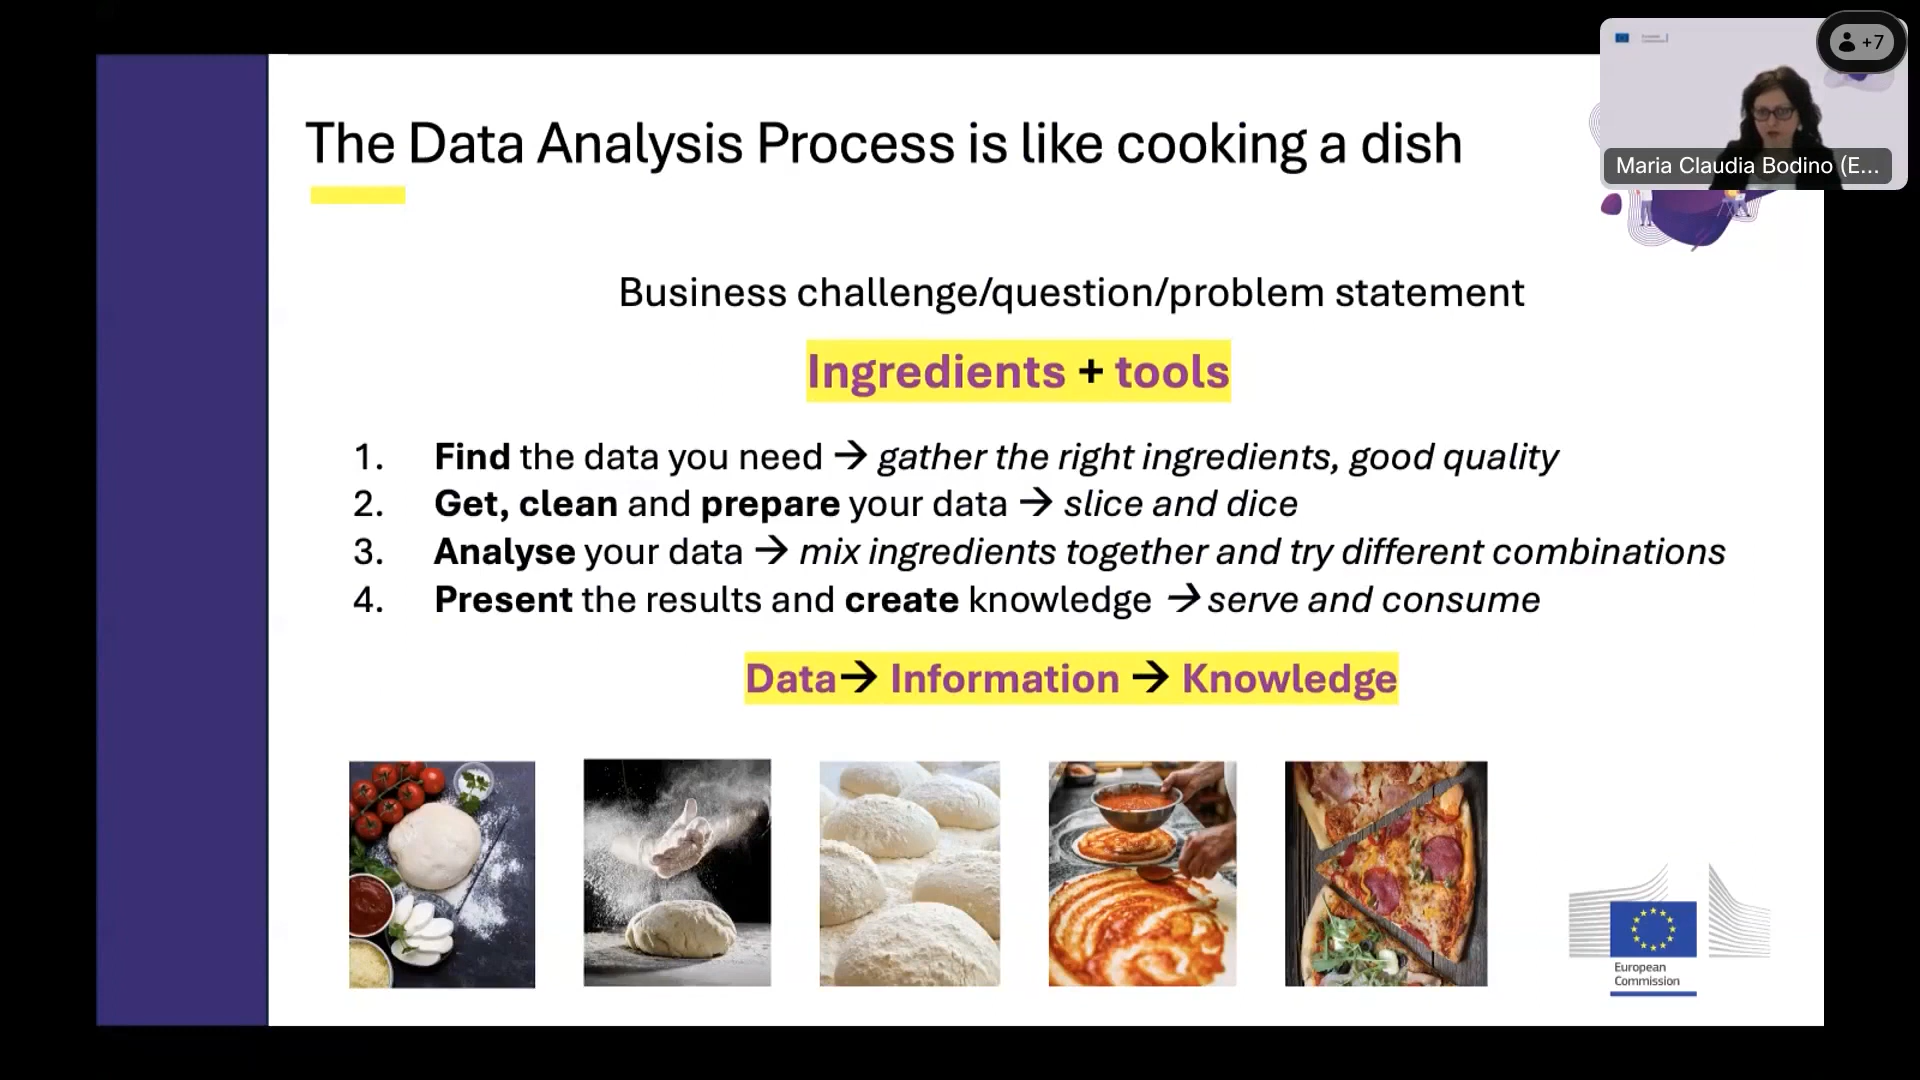 +7
Maria Claudia Bodino (E...
The Data Analysis Process is like cooking a dish
Business challenge/question/problem statement
Ingredients + tools
1. Find the data you need → gather the right ingredients, good quality
2. Get, clean and prepare your data → slice and dice
3. Analyse your data → mix ingredients together and try different combinations
4. Present the results and create knowledge → serve and consume
Data→ Information → Knowledge
European
Commission